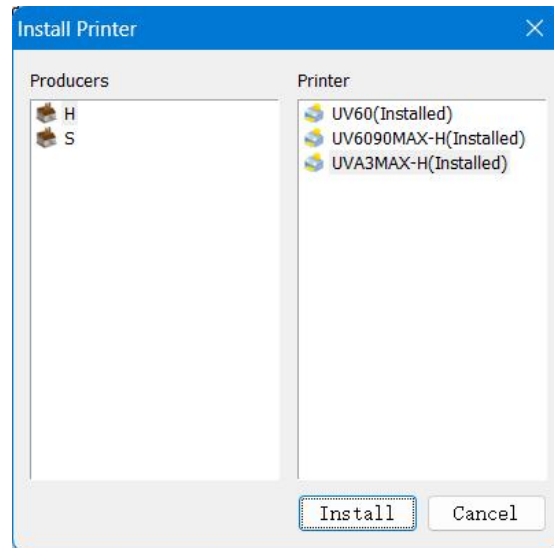 Install Printer
Producers
H
S
Printer
UV60(Installed)
UV6090MAX-H(Installed)
UVA3MAX-H(Installed)
Install
Cancel